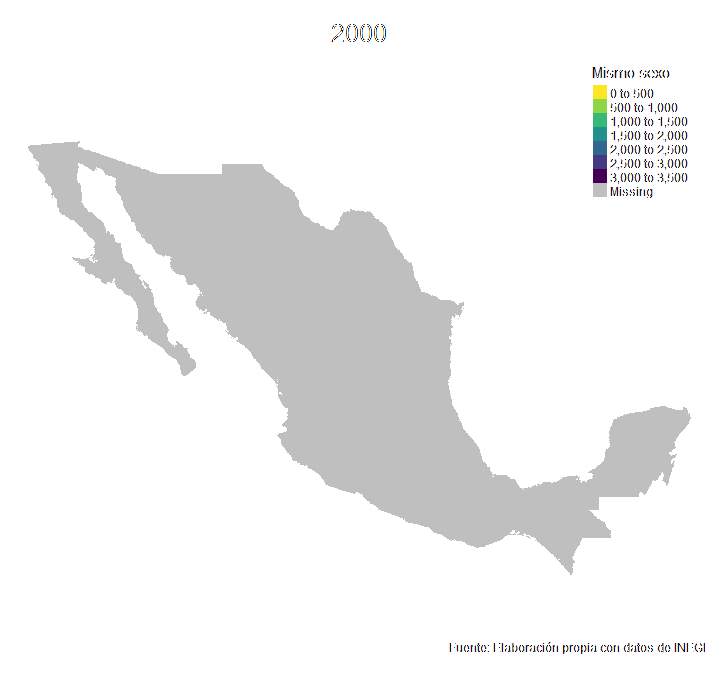 2000
Mismo sexo
0 to 500
500 to 1,000
1,000 to 1,500
1,500 to 2,000
2,000 to 2,500
2,500 to 3,000
3,000 to 3,500
Missing
Fuente: Elaboración propia con datos de INEGI